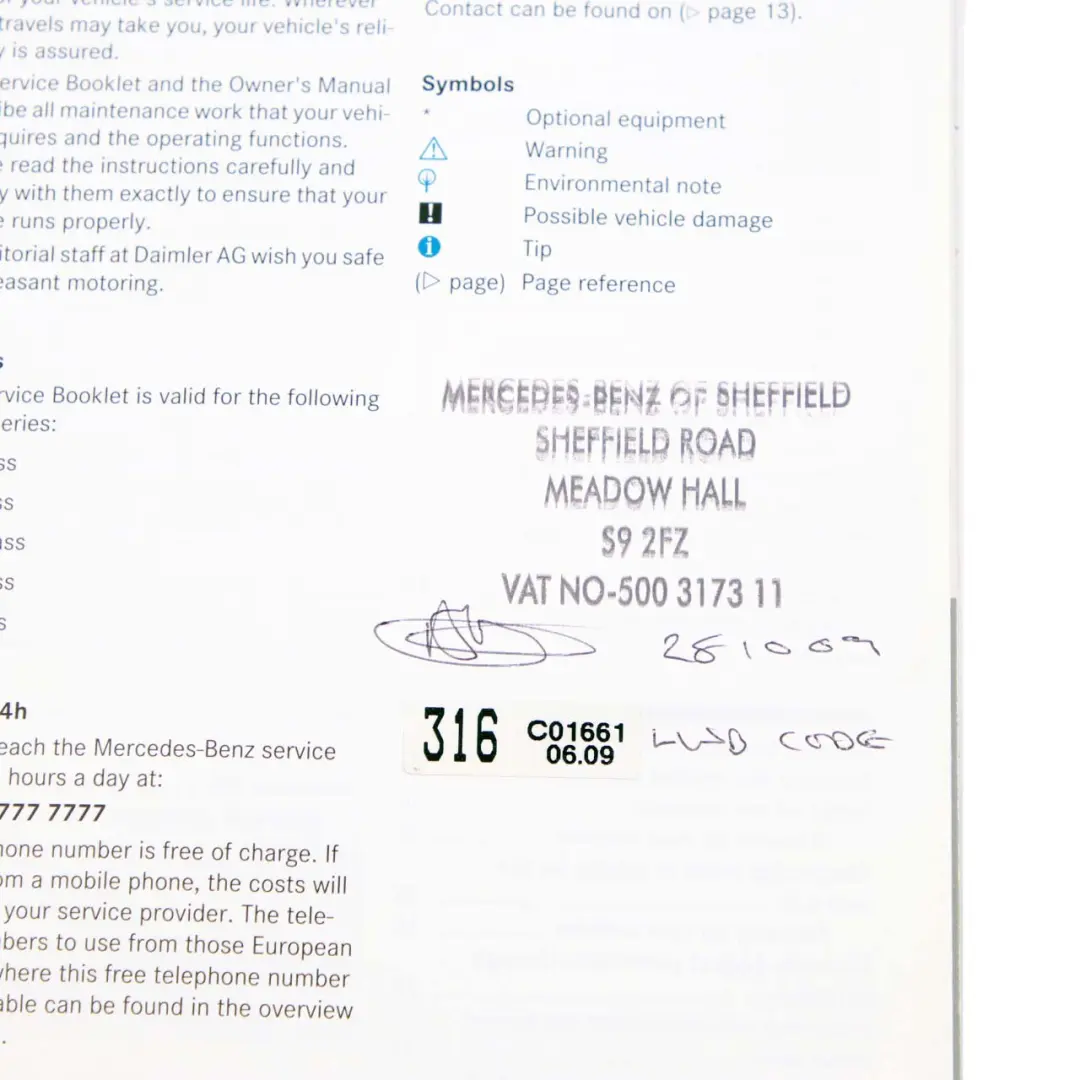 of your vehicle's service life. Wherever
travels may take you, your vehicle's reli-
y is assured.
ervice Booklet and the Owner's Manual
ibe all maintenance work that your vehi-
quires and the operating functions.
e read the instructions carefully and
y with them exactly to ensure that your
e runs properly.
itorial staff at Daimler AG wish you safe
easant motoring.
s
rvice Booklet is valid for the following
eries:
ss
ss
ass
ss
s
4h
each the Mercedes-Benz service
hours a day at:
777 7777
hone number is free of charge. If
om a mobile phone, the costs will
your service provider. The tele-
bers to use from those European
where this free telephone number
able can be found in the overview
.
Contact can be found on (▷ page 13).
Symbols
* Optional equipment
Warning
Environmental note
! Possible vehicle damage
i Tip
(▷ page) Page reference
MERCEDES-BENZ OF SHEFFIELD
SHEFFIELD ROAD
MEADOW HALL
S9 2FZ
VAT NO-500 3173 11
281009
316 C01661 CODE
06.09